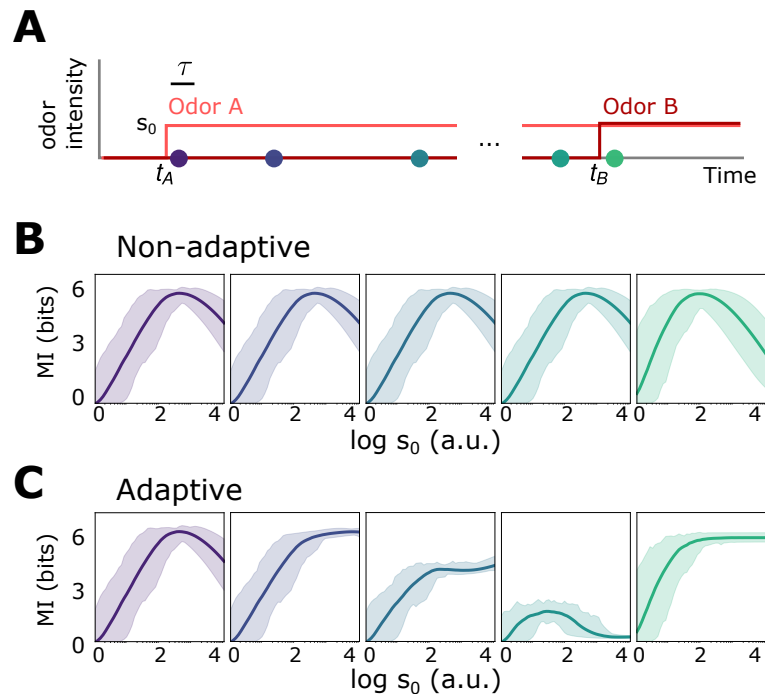 A
τ
odor
intensity
Odor A
Odor B
s0
...
tA
tB
Time
B
Non-adaptive
MI (bits)
6
3
0
0 2 4 0 2 4 0 2 4 0 2 4 0 2 4
log s0 (a.u.)
C
Adaptive
MI (bits)
6
3
0
0 2 4 0 2 4 0 2 4 0 2 4 0 2 4
log s0 (a.u.)